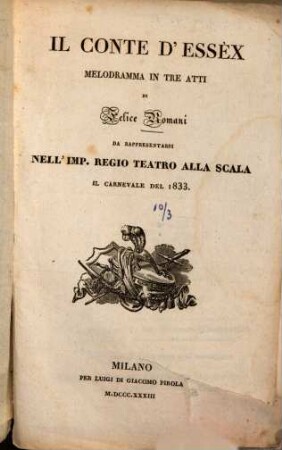 IL CONTE D'ESSÈX
MELODRAMMA IN TRE ATTI
DI
Felice Romani
DA RAPPRESENTARSI
NELL'IMP. REGIO TEATRO ALLA SCALA
IL CARNEVALE DEL 1833.
10/3
MILANO
PER LUIGI DI GIACOMO PIROLA
M.DCCC.XXXIII